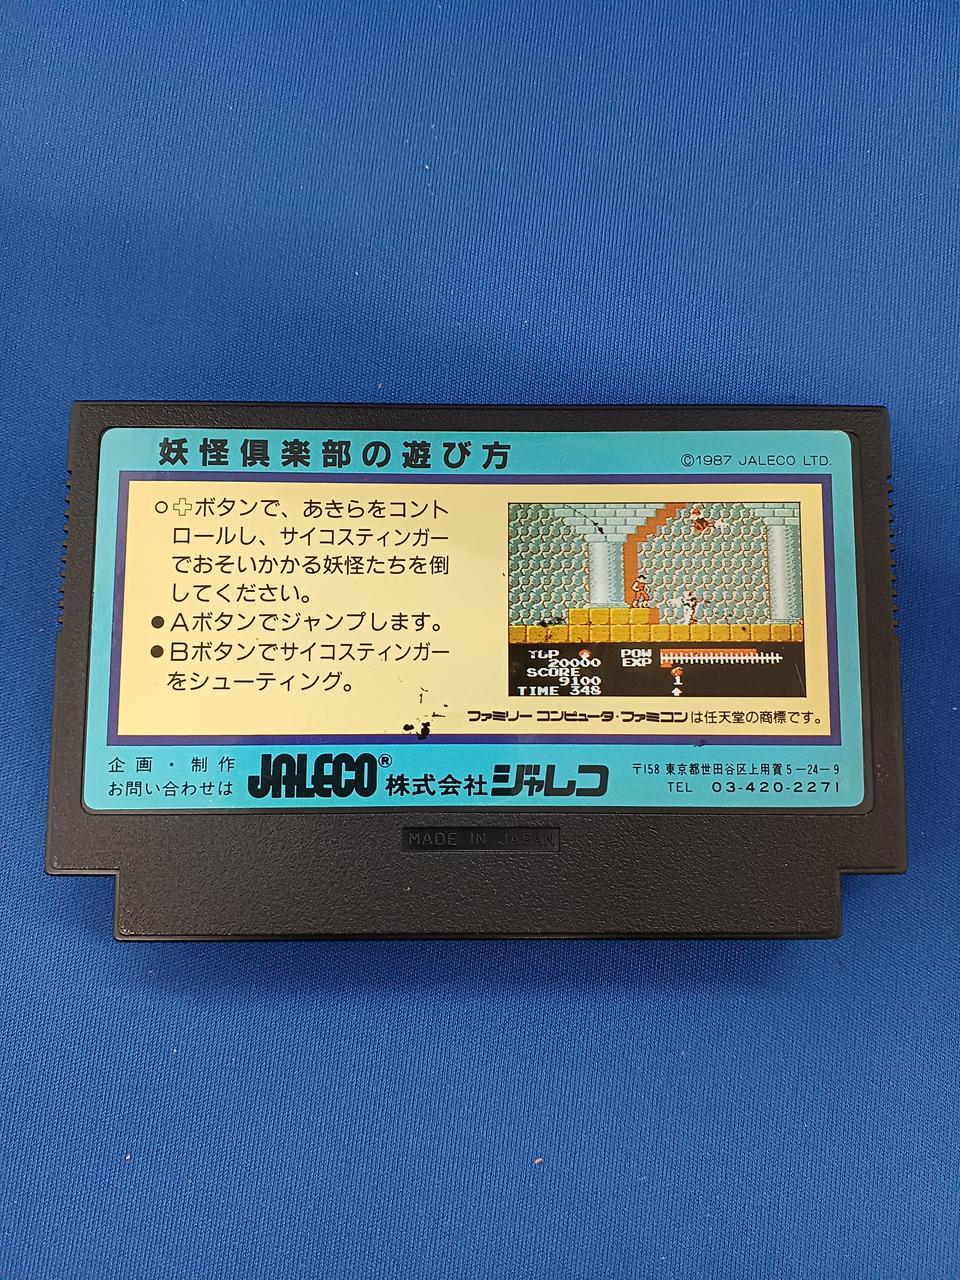 妖怪倶楽部の遊び方
©1987 JALECO LTD.
○✚ボタンで、あきらをコント
ロールし、サイコスティンガー
でおそいかかる妖怪たちを倒
してください。
●Aボタンでジャンプします。
●Bボタンでサイコスティンガー
をシューティング。
TOP
20000
SCORE
9100
TIME 348
POW
EXP
1
ファミリーコンピュータ・ファミコンは任天堂の商標です。
企画・制作
お問い合わせは
JALECO® 株式会社ジャレコ
〒158 東京都世田谷区上用賀5-24-9
TEL 03-420-2271
MADE IN JAPAN